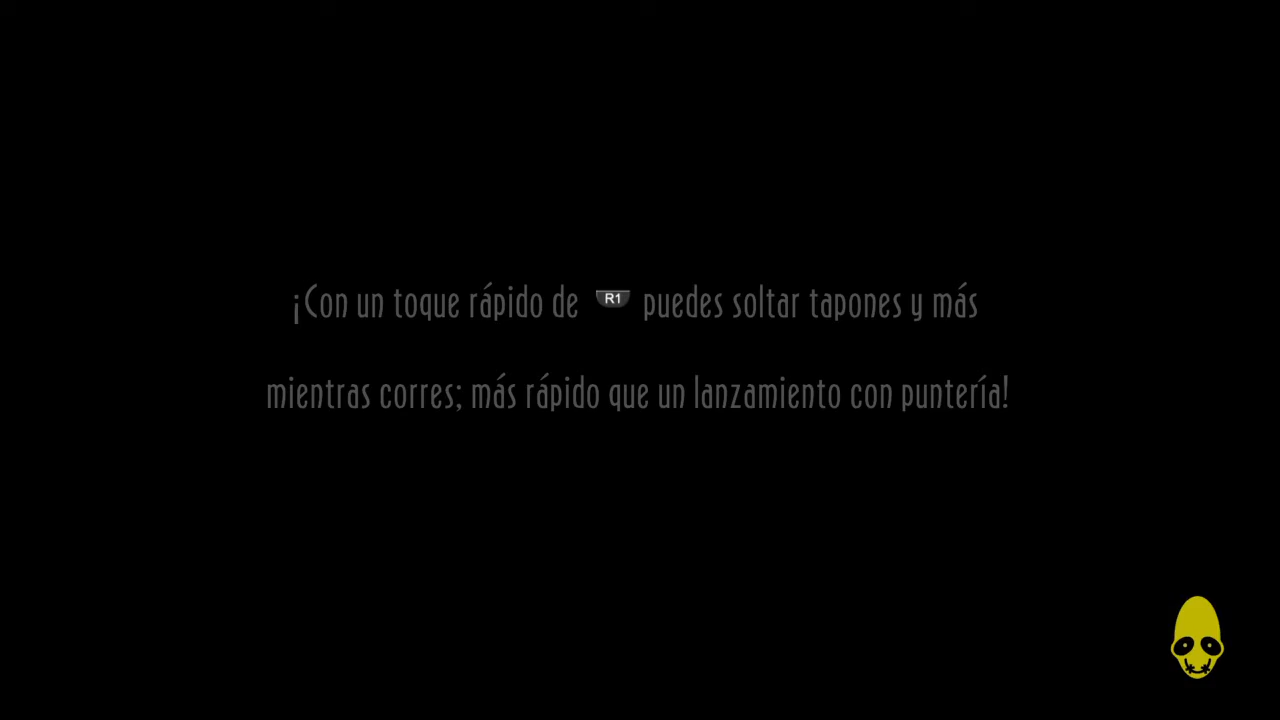 ¡Con un toque rápido de R1 puedes soltar tapones y más
mientras corres; más rápido que un lanzamiento con puntería!